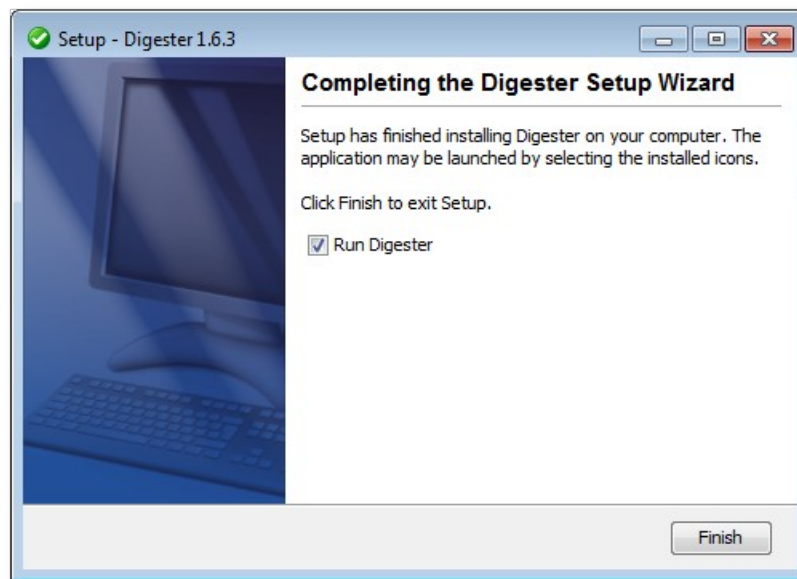 Setup - Digester 1.6.3
Completing the Digester Setup Wizard
Setup has finished installing Digester on your computer. The
application may be launched by selecting the installed icons.
Click Finish to exit Setup.
Run Digester
Finish